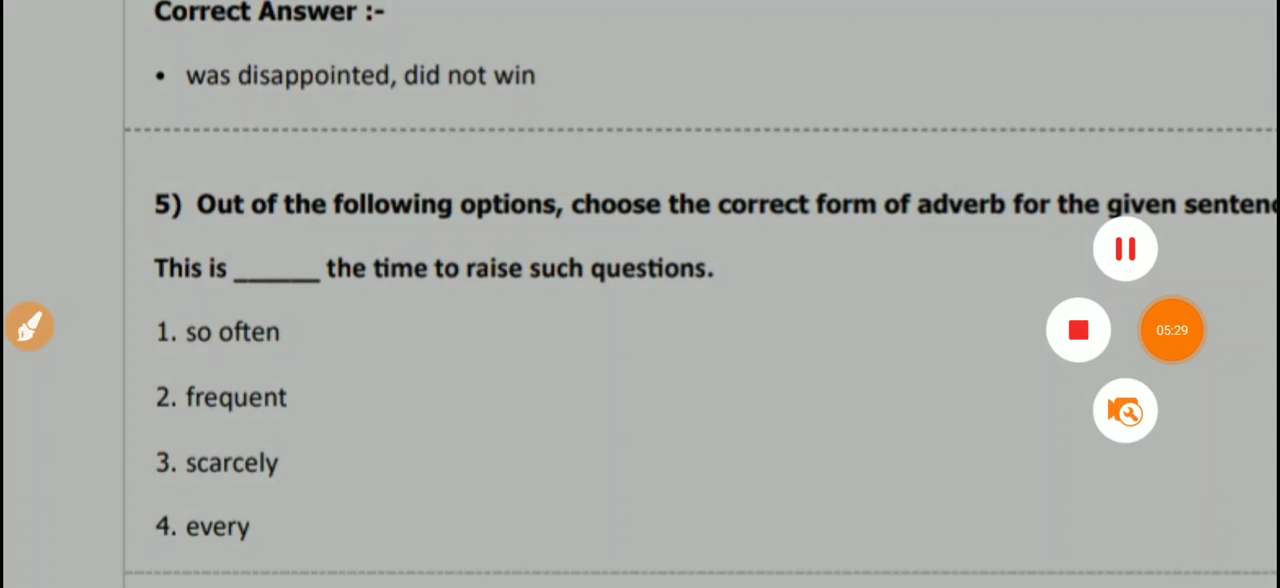 Correct Answer :-
• was disappointed, did not win
5) Out of the following options, choose the correct form of adverb for the given
This is ______ the time to raise such questions.
1. so often
2. frequent
3. scarcely
4. every
05:29